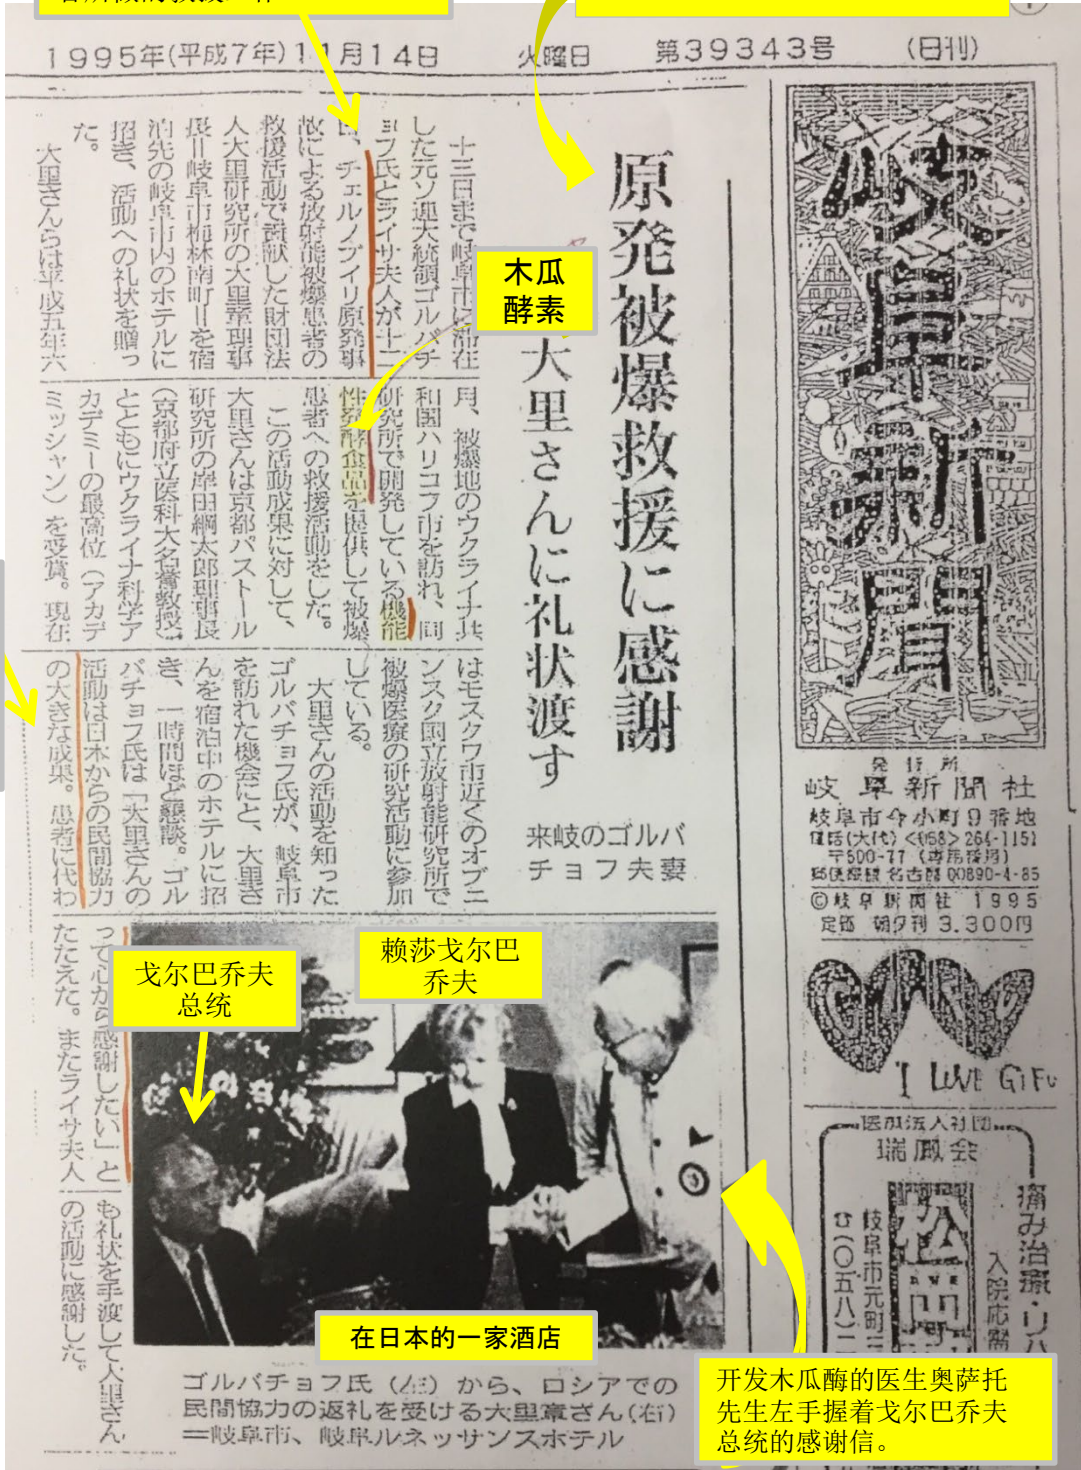 1995年(平成7年)11月14日
火曜日
第39343号
(日刊)
岐阜新聞
発行所
岐阜新聞社
岐阜市今小町9番地
©岐阜新聞社 1995
定価 朝夕刊 3,300円
GIFU
I LOVE GIFU
瑞鳳会
痛み治療・リハ
入院応
松岡
岐阜市元町
原発被爆救援に感謝
大里さんに礼状渡す
来岐のゴルバ
チョフ夫妻
十三日まで岐阜市に滞在
した元ソ連大統領ゴルバチ
ョフ氏とライサ夫人が十二
日、チェルノブイリ原発事
故による放射能被爆患者の
救援活動で貢献した財団法
人大里研究所の大里章理事
長=岐阜市梅林南町=を宿
泊先の岐阜市内のホテルに
招き、活動への礼状を贈っ
た。
大里さんらは平成五年六
月、被爆地のウクライナ共
和国ハリコフ市を訪れ、同
研究所で開発している機能
性発酵食品を提供して被爆
患者への救援活動をした。
この活動成果に対して、
大里さんは京都パストール
研究所の岸田綱太郎理事長
(京都府立医科大名誉教授)
とともにウクライナ科学ア
カデミーの最高位(アカデ
ミッシャン)を受賞。現在
はモスクワ市近くのオブニ
ンスク国立放射能研究所で
被爆医療の研究活動に参加
している。
大里さんの活動を知った
ゴルバチョフ氏が、岐阜市
を訪れた機会にと、大里さ
んを宿泊中のホテルに招
き、一時間ほど懇談。ゴル
バチョフ氏は「大里さんの
活動は日本からの民間協力
の大きな成果。患者に代わ
って心から感謝したい」と
たたえた。またライサ夫人
も礼状を手渡して大里さん
の活動に感謝した。
木瓜
酵素
戈尔巴乔夫
总统
赖莎戈尔巴
乔夫
在日本的一家酒店
ゴルバチョフ氏(左)から、ロシアでの
民間協力の返礼を受ける大里章さん(右)
=岐阜市、岐阜ルネッサンスホテル
开发木瓜酶的医生奥萨托
先生左手握着戈尔巴乔夫
总统的感谢信。